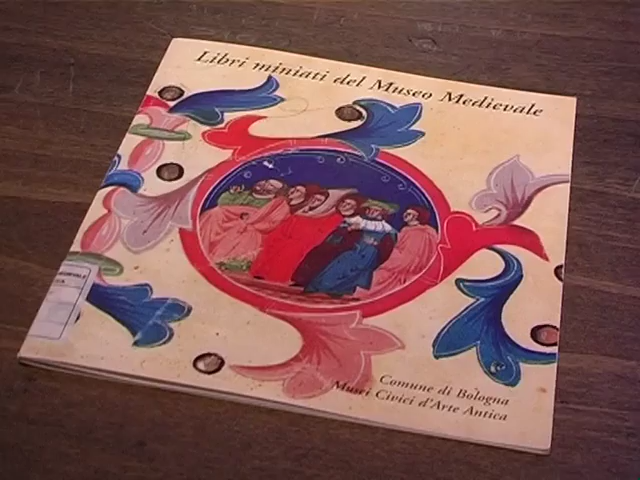 Libri miniati del Museo Medievale
Comune di Bologna
Musei Civici d'Arte Antica